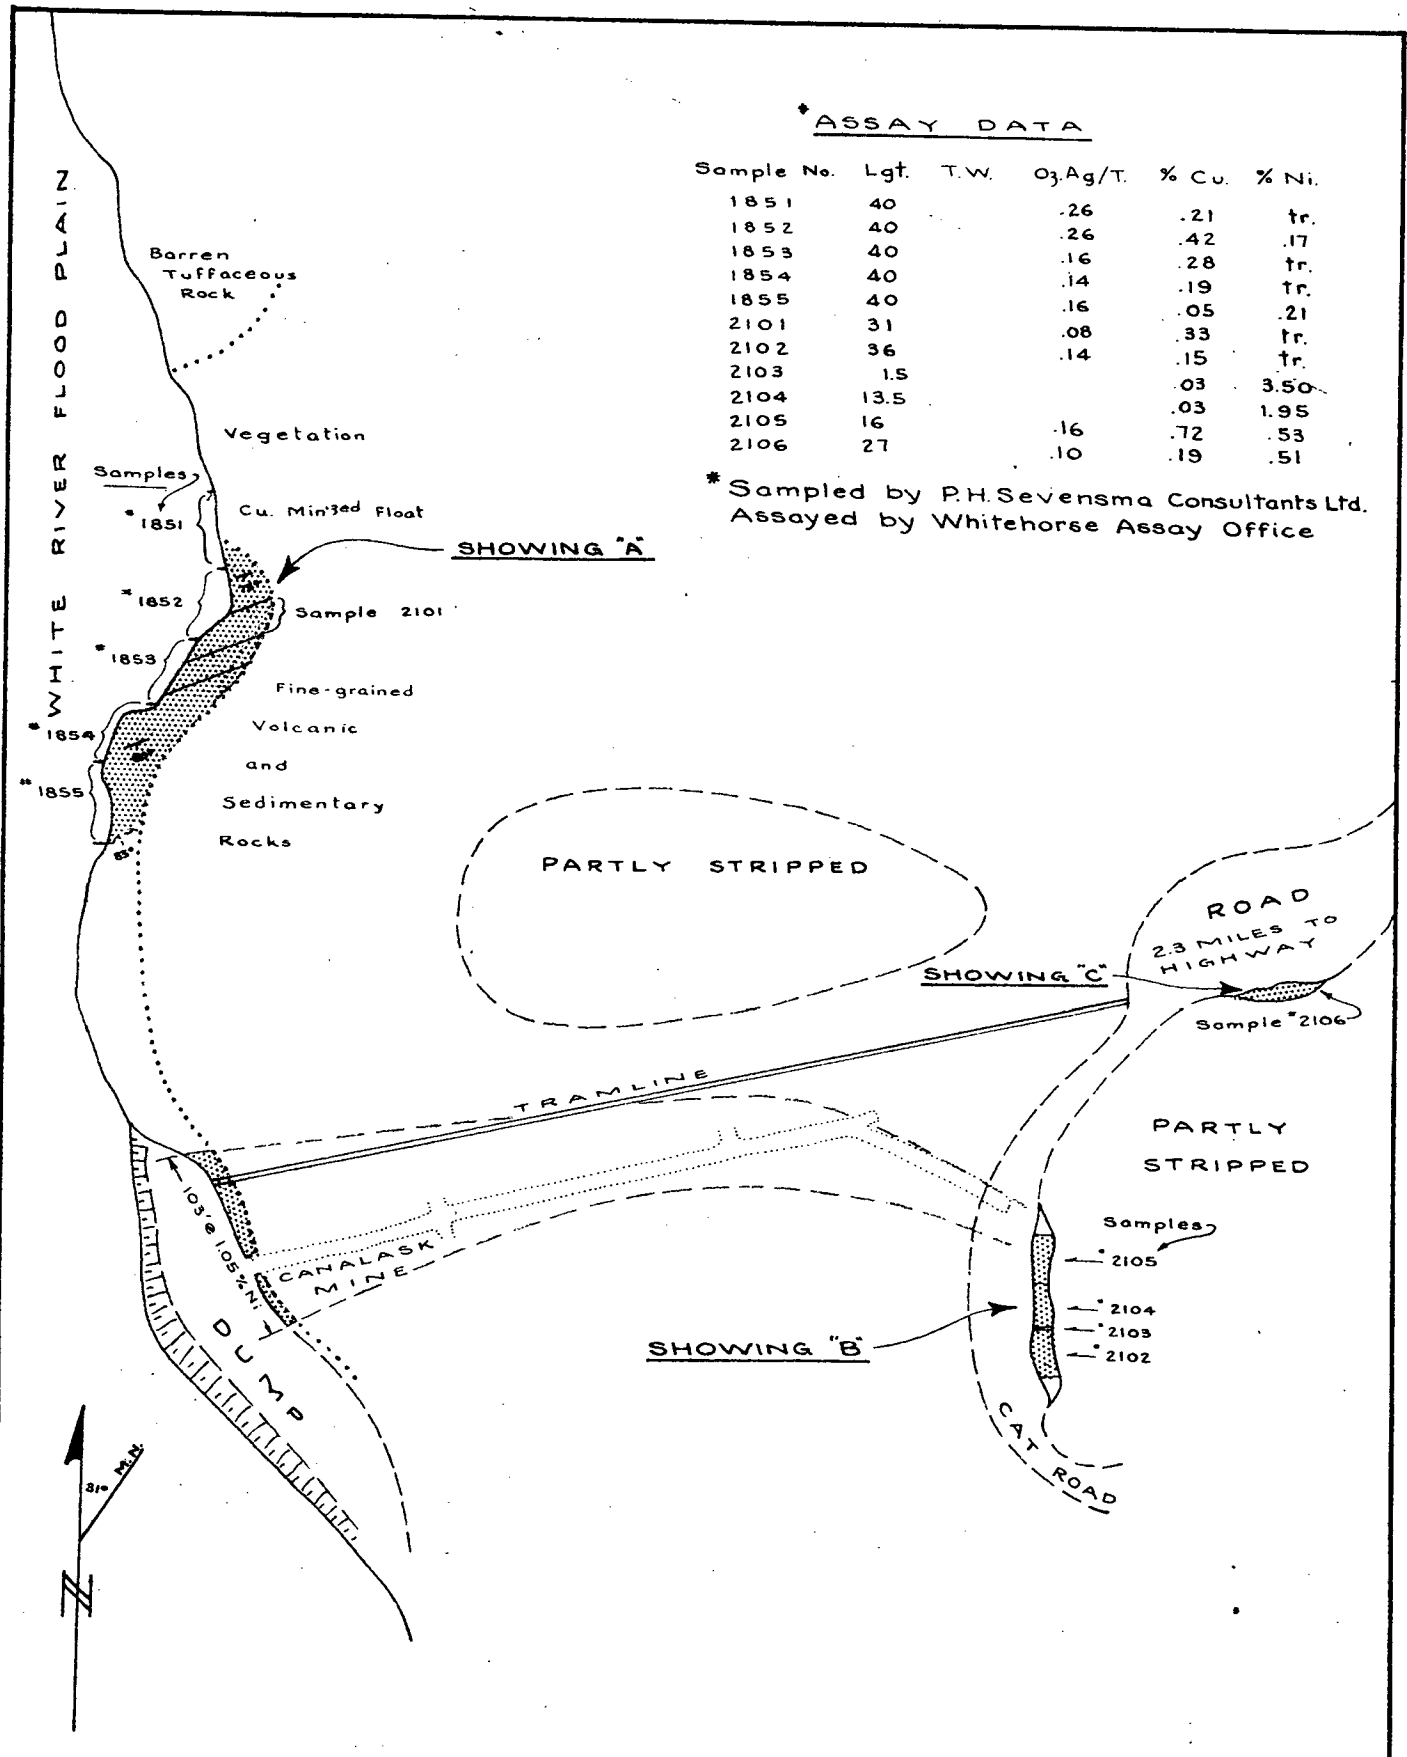 * ASSAY DATA
Sample No. Lgt. T.W. Oz.Ag/T. % Cu. % Ni.
1851 40 .26 .21 tr.
1852 40 .26 .42 .17
1853 40 .16 .28 tr.
1854 40 .14 .19 tr.
1855 40 .16 .05 .21
2101 31 .08 .33 tr.
2102 36 .14 .15 tr.
2103 1.5 .03 3.50
2104 13.5 .03 1.95
2105 16 .16 .72 .53
2106 27 .10 .19 .51
* Sampled by P.H. Sevensma Consultants Ltd.
Assayed by Whitehorse Assay Office
WHITE RIVER FLOOD PLAIN
Barren
Tuffaceous
Rock
Vegetation
Samples
* 1851
Cu. Min'zed Float
SHOWING "A"
* 1852
Sample 2101
* 1853
Fine-grained
Volcanic
and
Sedimentary
Rocks
* 1854
* 1855
85°
PARTLY STRIPPED
ROAD
2.3 MILES TO
HIGHWAY
SHOWING "C"
Sample *2106
TRAMLINE
PARTLY
STRIPPED
103' @ 1.05% Ni
CANALASK
MINE
Samples
* 2105
* 2104
* 2103
* 2102
SHOWING "B"
DUMP
CAT ROAD
31° M.N.
N